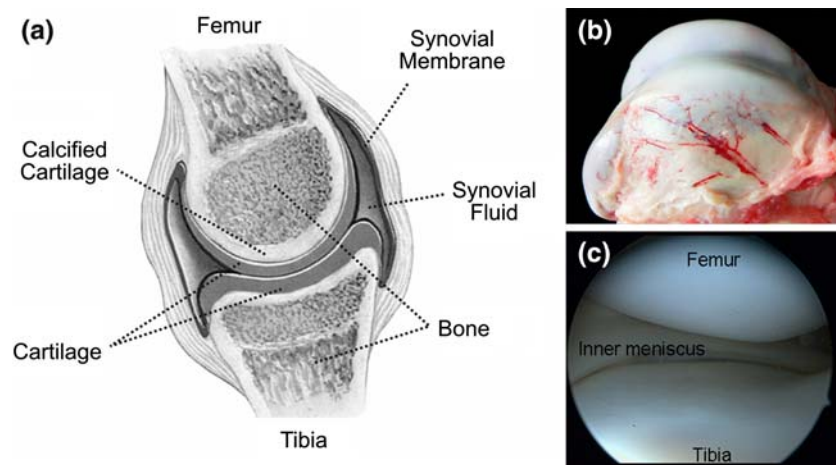 (a)
Femur
Synovial
Membrane
Calcified
Cartilage
Synovial
Fluid
Cartilage
Bone
Tibia
(b)
(c)
Femur
Inner meniscus
Tibia